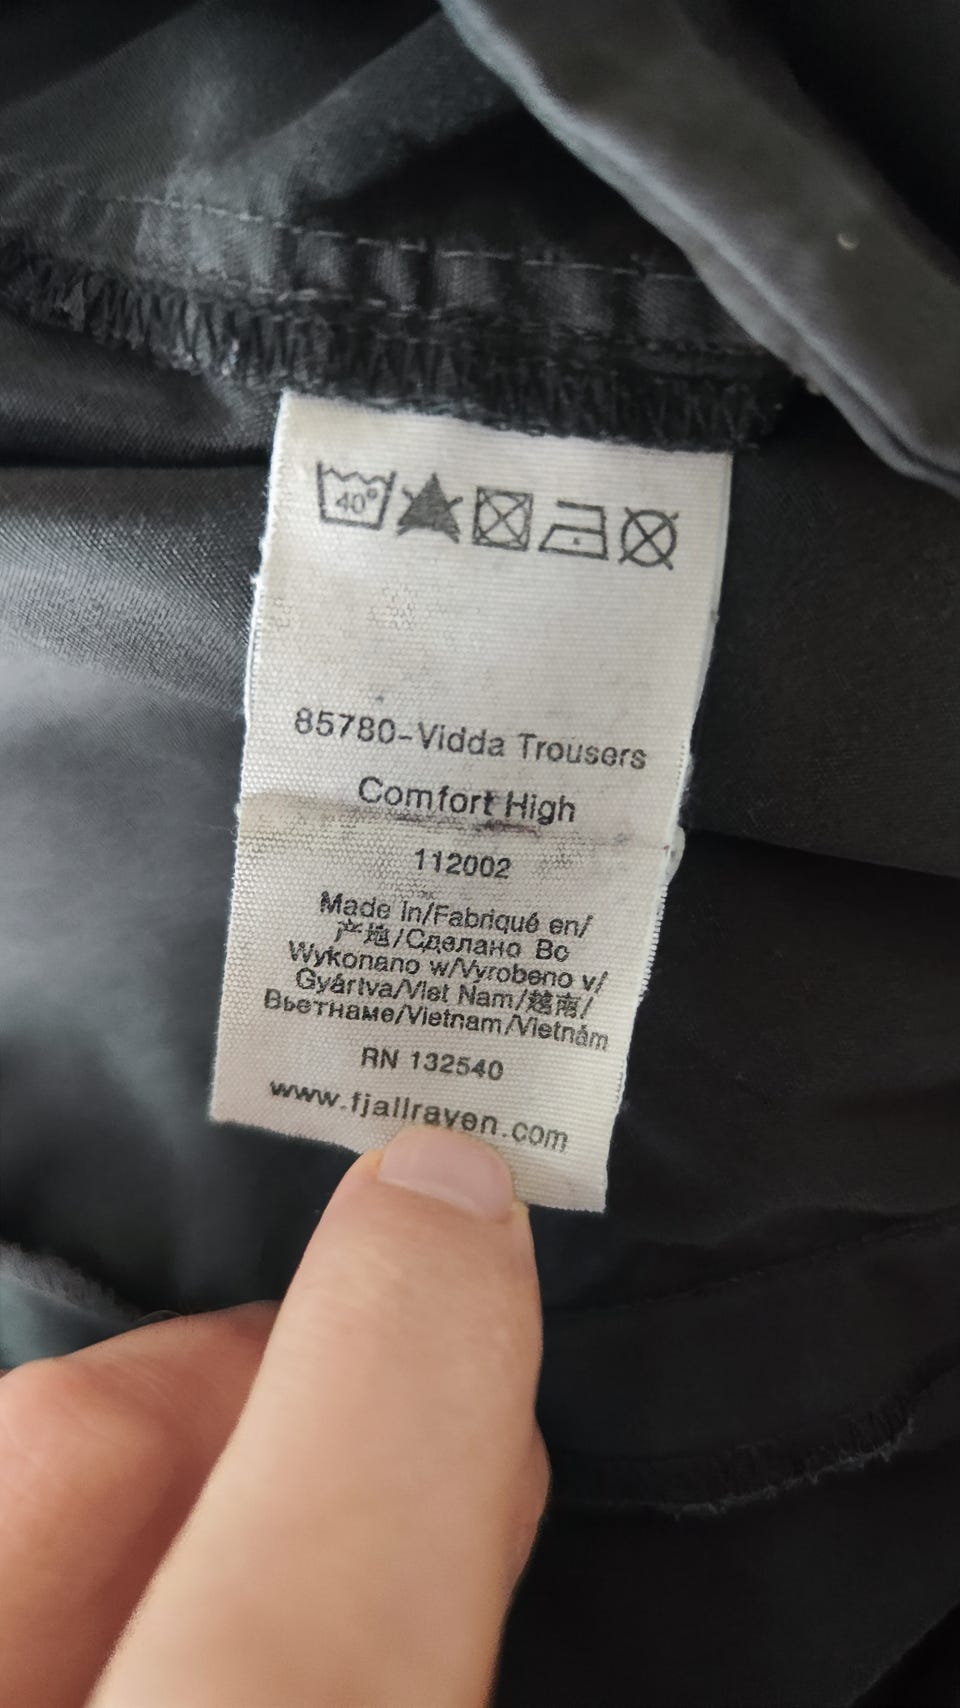 40°
85780-Vidda Trousers
Comfort High
112002
Made in/Fabriqué en/
产地/Сделано Во
Wykonano w/Vyrobeno v/
Gyártva/Viet Nam/越南/
Вьетнаме/Vietnam/Vietnám
RN 132540
www.fjallraven.com